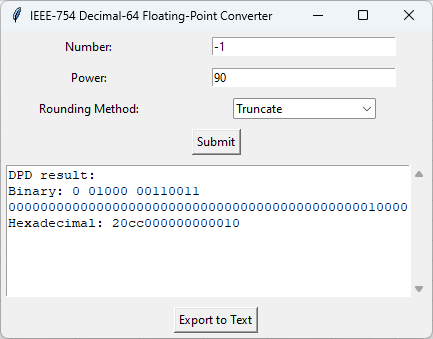 IEEE-754 Decimal-64 Floating-Point Converter
Number:
-1
Power:
90
Rounding Method:
Truncate
Submit
DPD result:
Binary: 0 01000 00110011
00000000000000000000000000000000000000000000010000
Hexadecimal: 20cc000000000010
Export to Text